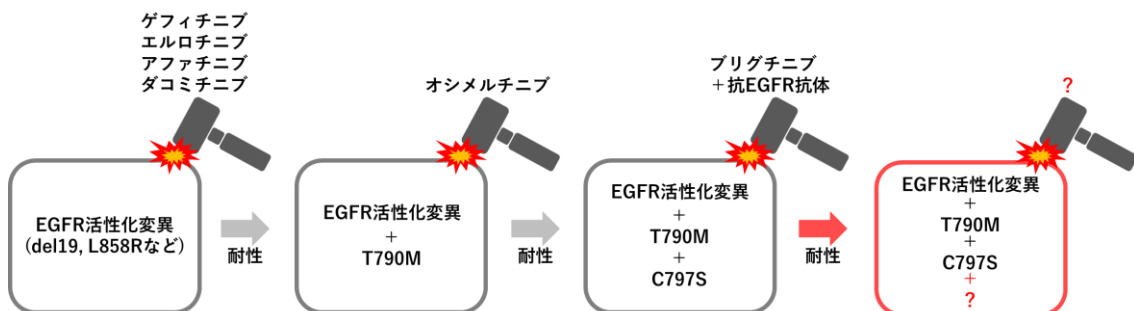 ゲフィチニブ
エルロチニブ
アファチニブ
ダコミチニブ
EGFR活性化変異
(del19, L858Rなど)
耐性
オシメルチニブ
EGFR活性化変異
+
T790M
耐性
ブリグチニブ
+抗EGFR抗体
EGFR活性化変異
+
T790M
+
C797S
耐性
?
EGFR活性化変異
+
T790M
+
C797S
+
?